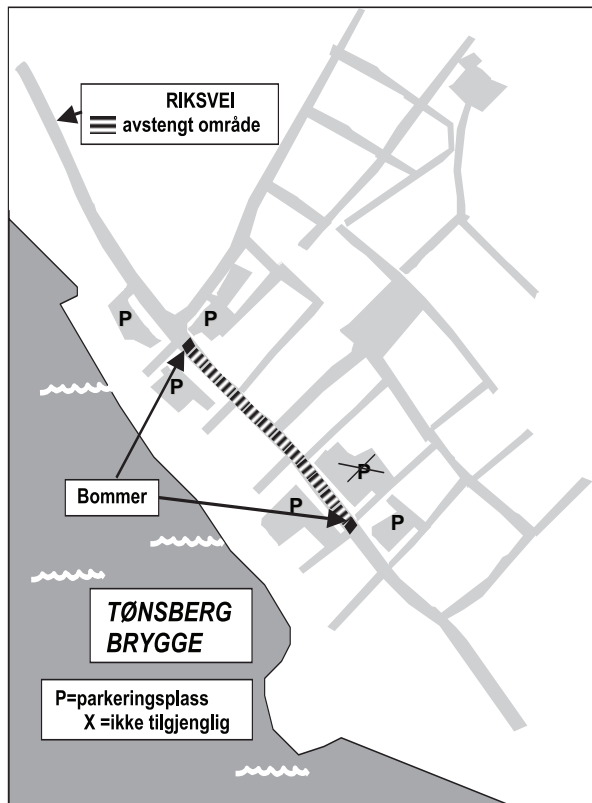 RIKSVEI
avstengt område
P
P
P
Bommer
P
P
P
TØNSBERG
BRYGGE
P=parkeringsplass
X =ikke tilgjenglig